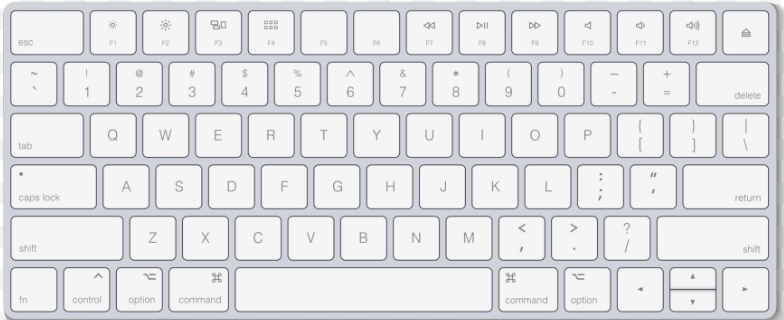 esc F1 F2 F3 F4 F5 F6 F7 F8 F9 F10 F11 F12
~ ! @ # $ % ^ & * ( ) — +
` 1 2 3 4 5 6 7 8 9 0 - = delete
tab Q W E R T Y U I O P { [ } ] | \
caps lock A S D F G H J K L : ; " ' return
shift Z X C V B N M < , > . ? / shift
fn control option command command option